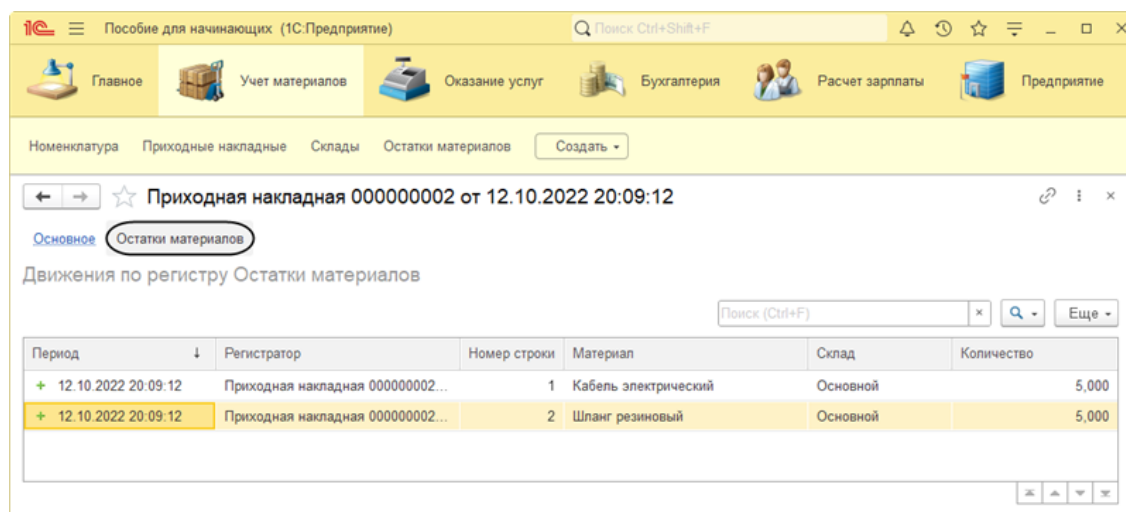 1С Пособие для начинающих (1С:Предприятие) Поиск Ctrl+Shift+F
Главное Учет материалов Оказание услуг Бухгалтерия Расчет зарплаты Предприятие
Номенклатура Приходные накладные Склады Остатки материалов Создать
Приходная накладная 000000002 от 12.10.2022 20:09:12
Основное Остатки материалов
Движения по регистру Остатки материалов
Поиск (Ctrl+F) × Еще
Период ↓ Регистратор Номер строки Материал Склад Количество
+ 12.10.2022 20:09:12 Приходная накладная 000000002... 1 Кабель электрический Основной 5,000
+ 12.10.2022 20:09:12 Приходная накладная 000000002... 2 Шланг резиновый Основной 5,000